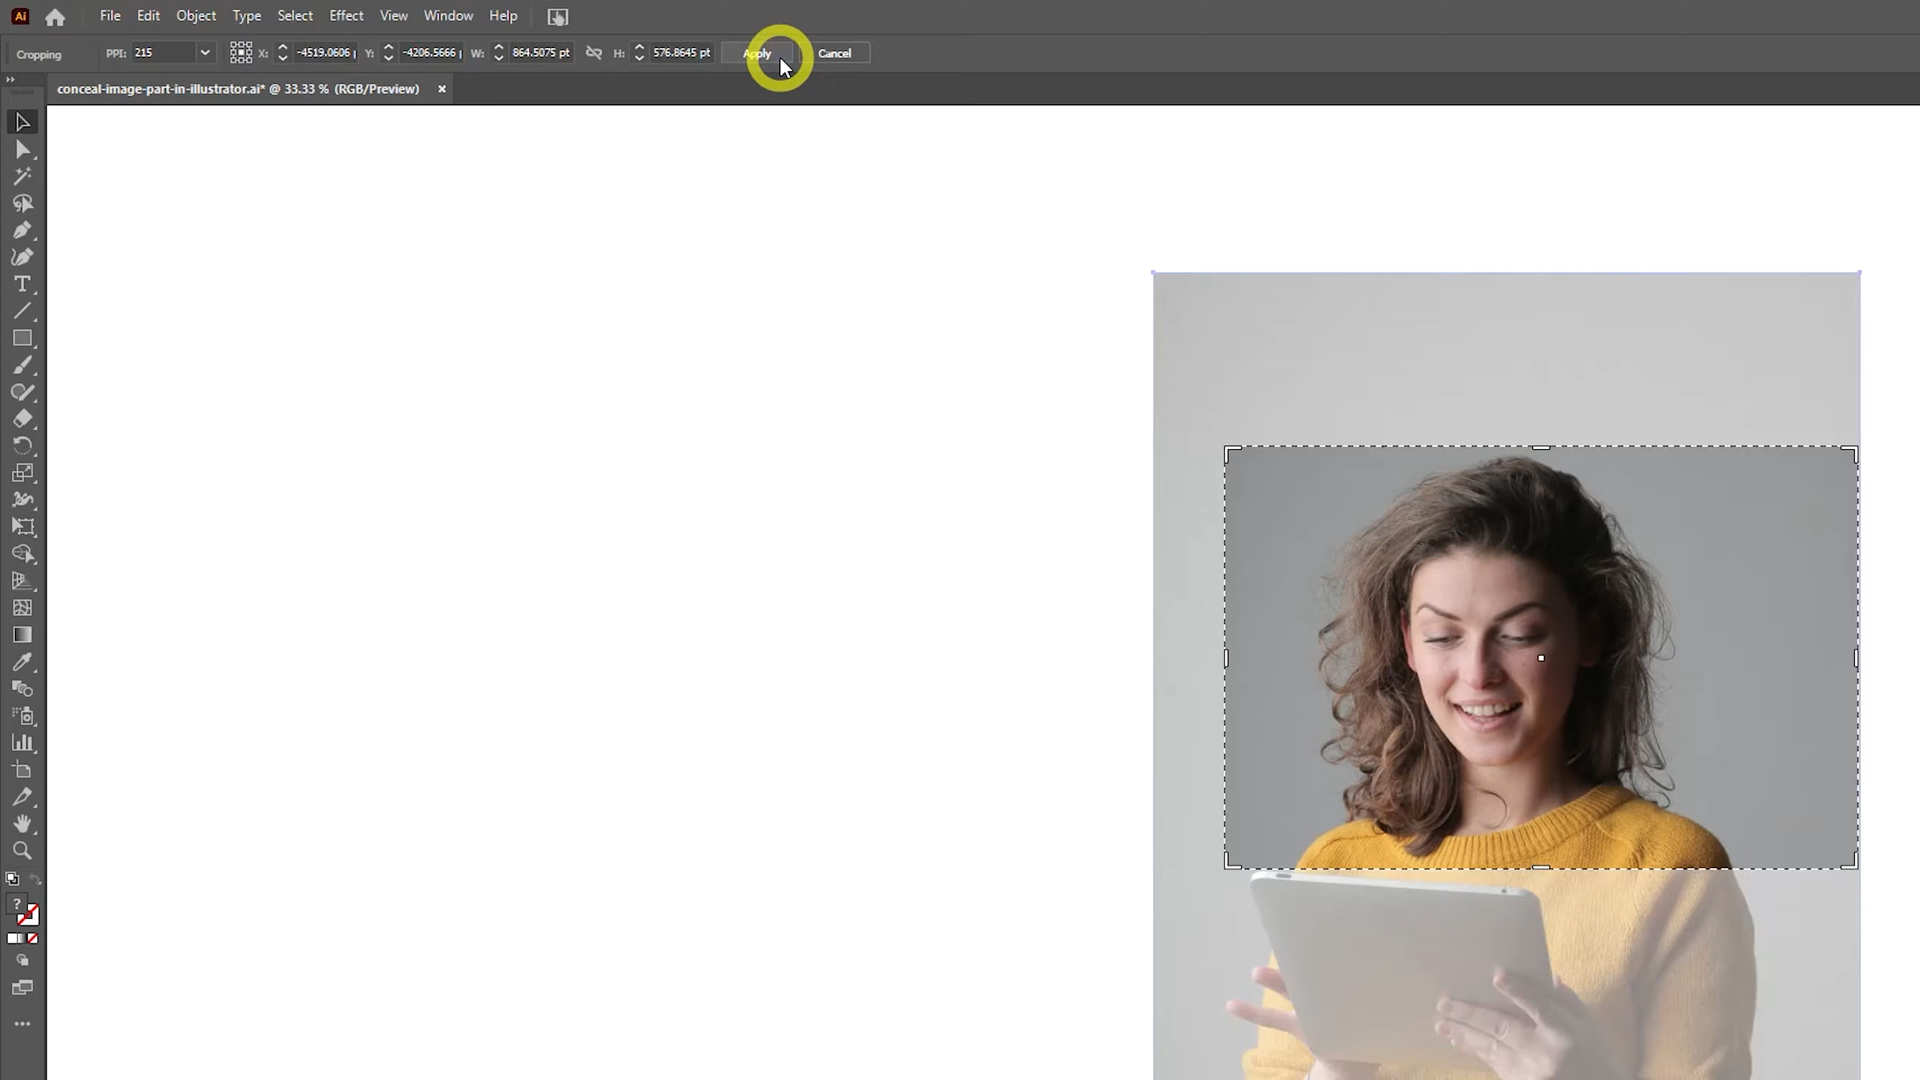 Ai File Edit Object Type Select Effect View Window Help
Cropping PPI: 215 X: -4519.0606 p Y: -4206.5666 p W: 864.5075 pt H: 576.8645 pt Apply Cancel
conceal-image-part-in-illustrator.ai* @ 33.33 % (RGB/Preview) ×
T
?